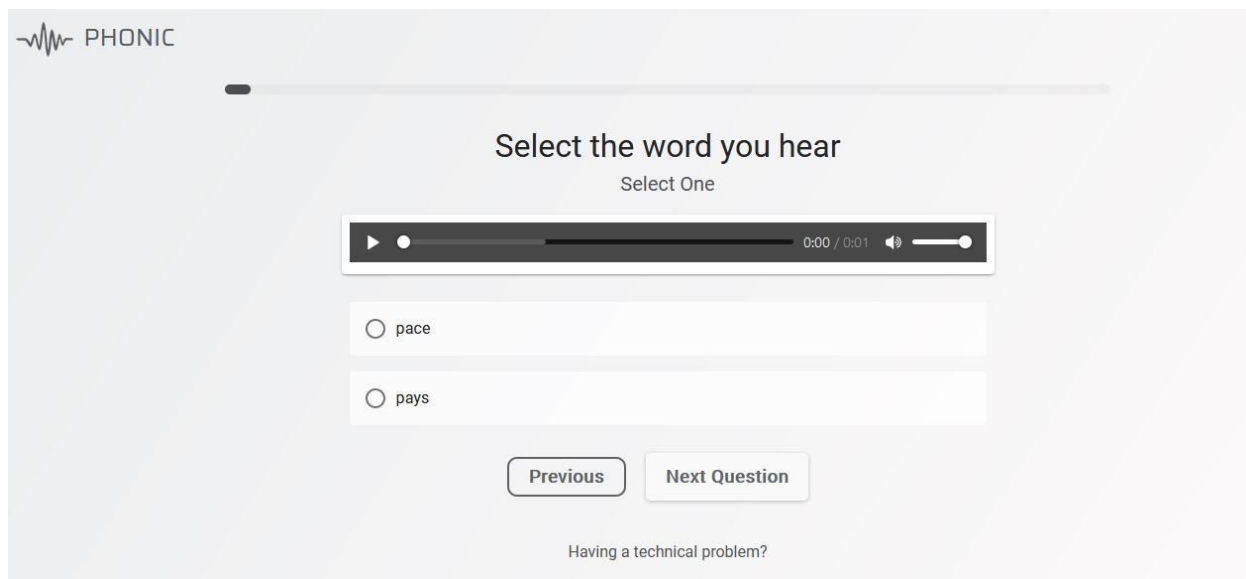 PHONIC
Select the word you hear
Select One
0:00 / 0:01
pace
pays
Previous Next Question
Having a technical problem?